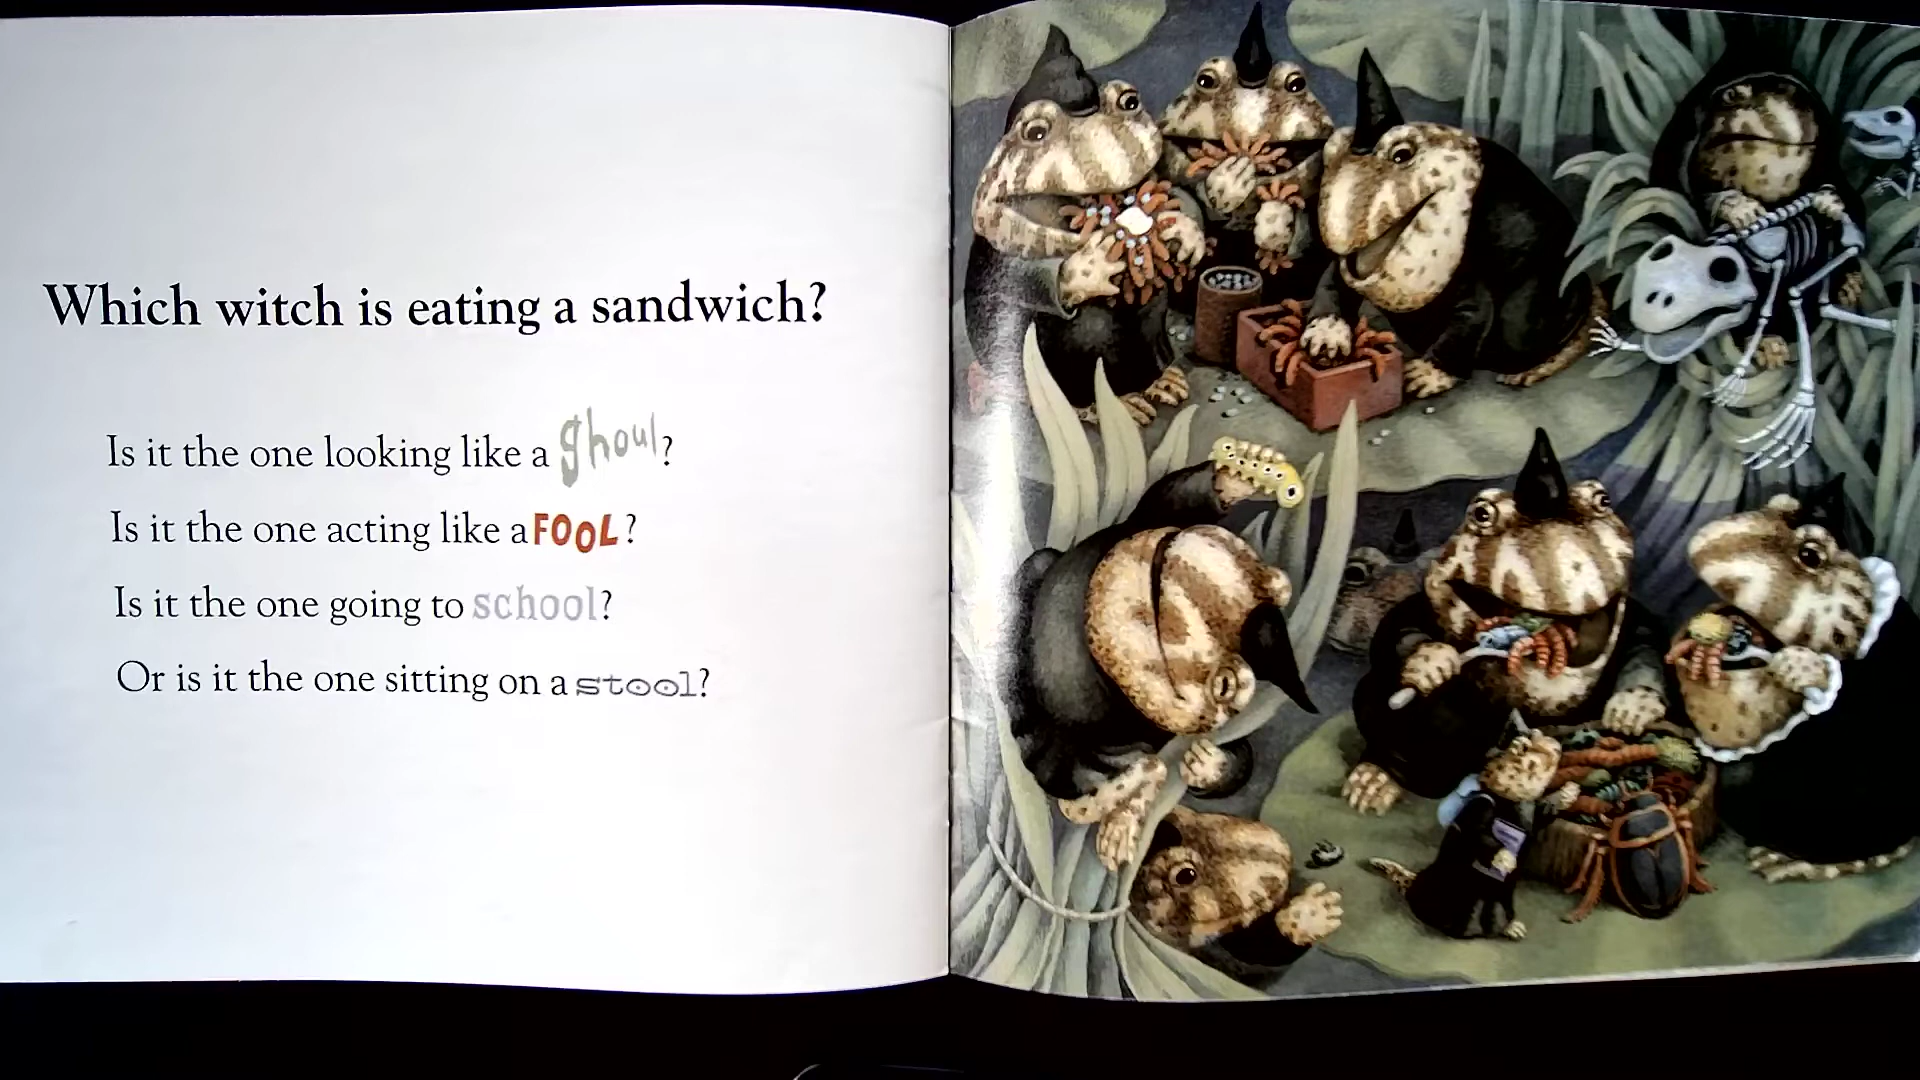 Which witch is eating a sandwich?
Is it the one looking like a ghoul?
Is it the one acting like a FOOL?
Is it the one going to school?
Or is it the one sitting on a stool?